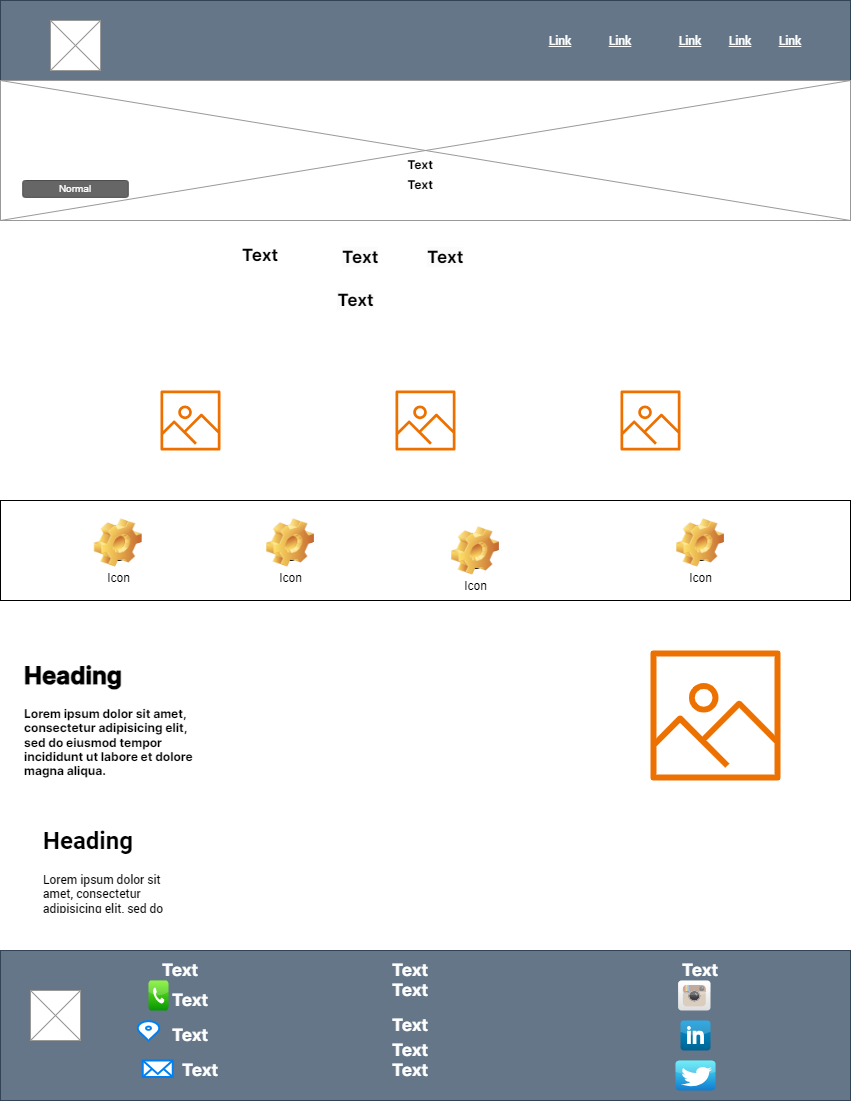 Link
Link
Link
Link
Link
Text
Text
Normal
Text
Text
Text
Text
Icon
Icon
Icon
Icon
Heading
Lorem ipsum dolor sit amet,
consectetur adipisicing elit,
sed do eiusmod tempor
incididunt ut labore et dolore
magna aliqua.
Heading
Lorem ipsum dolor sit
amet, consectetur
adipisicing elit, sed do
Text
Text
Text
Text
Text
Text
Text
Text
Text
Text
in